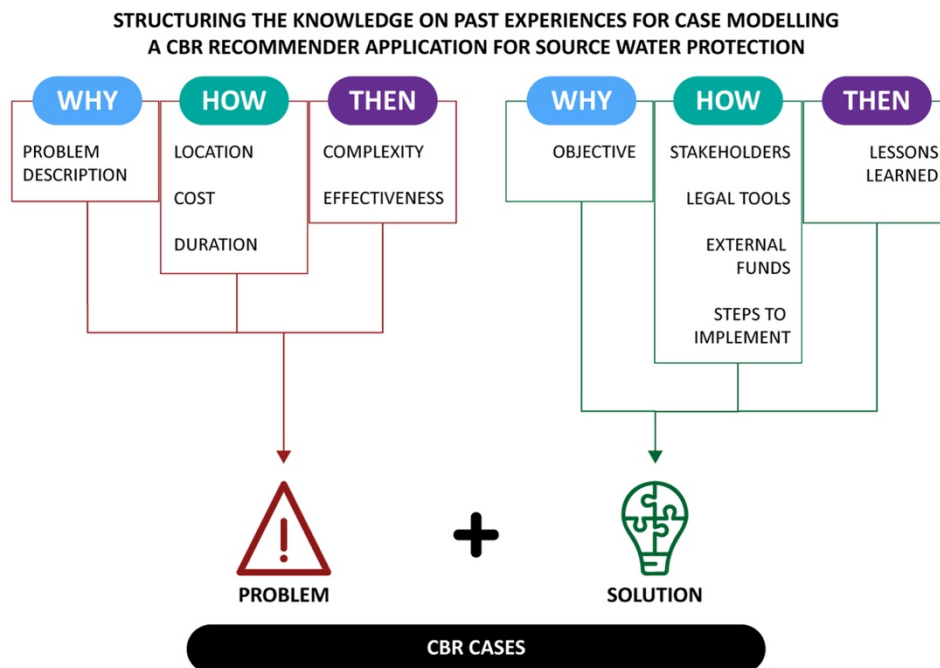 STRUCTURING THE KNOWLEDGE ON PAST EXPERIENCES FOR CASE MODELLING
A CBR RECOMMENDER APPLICATION FOR SOURCE WATER PROTECTION
WHY
PROBLEM
DESCRIPTION
HOW
LOCATION
COST
DURATION
THEN
COMPLEXITY
EFFECTIVENESS
WHY
OBJECTIVE
HOW
STAKEHOLDERS
LEGAL TOOLS
EXTERNAL
FUNDS
STEPS TO
IMPLEMENT
THEN
LESSONS
LEARNED
!
PROBLEM
+
SOLUTION
CBR CASES